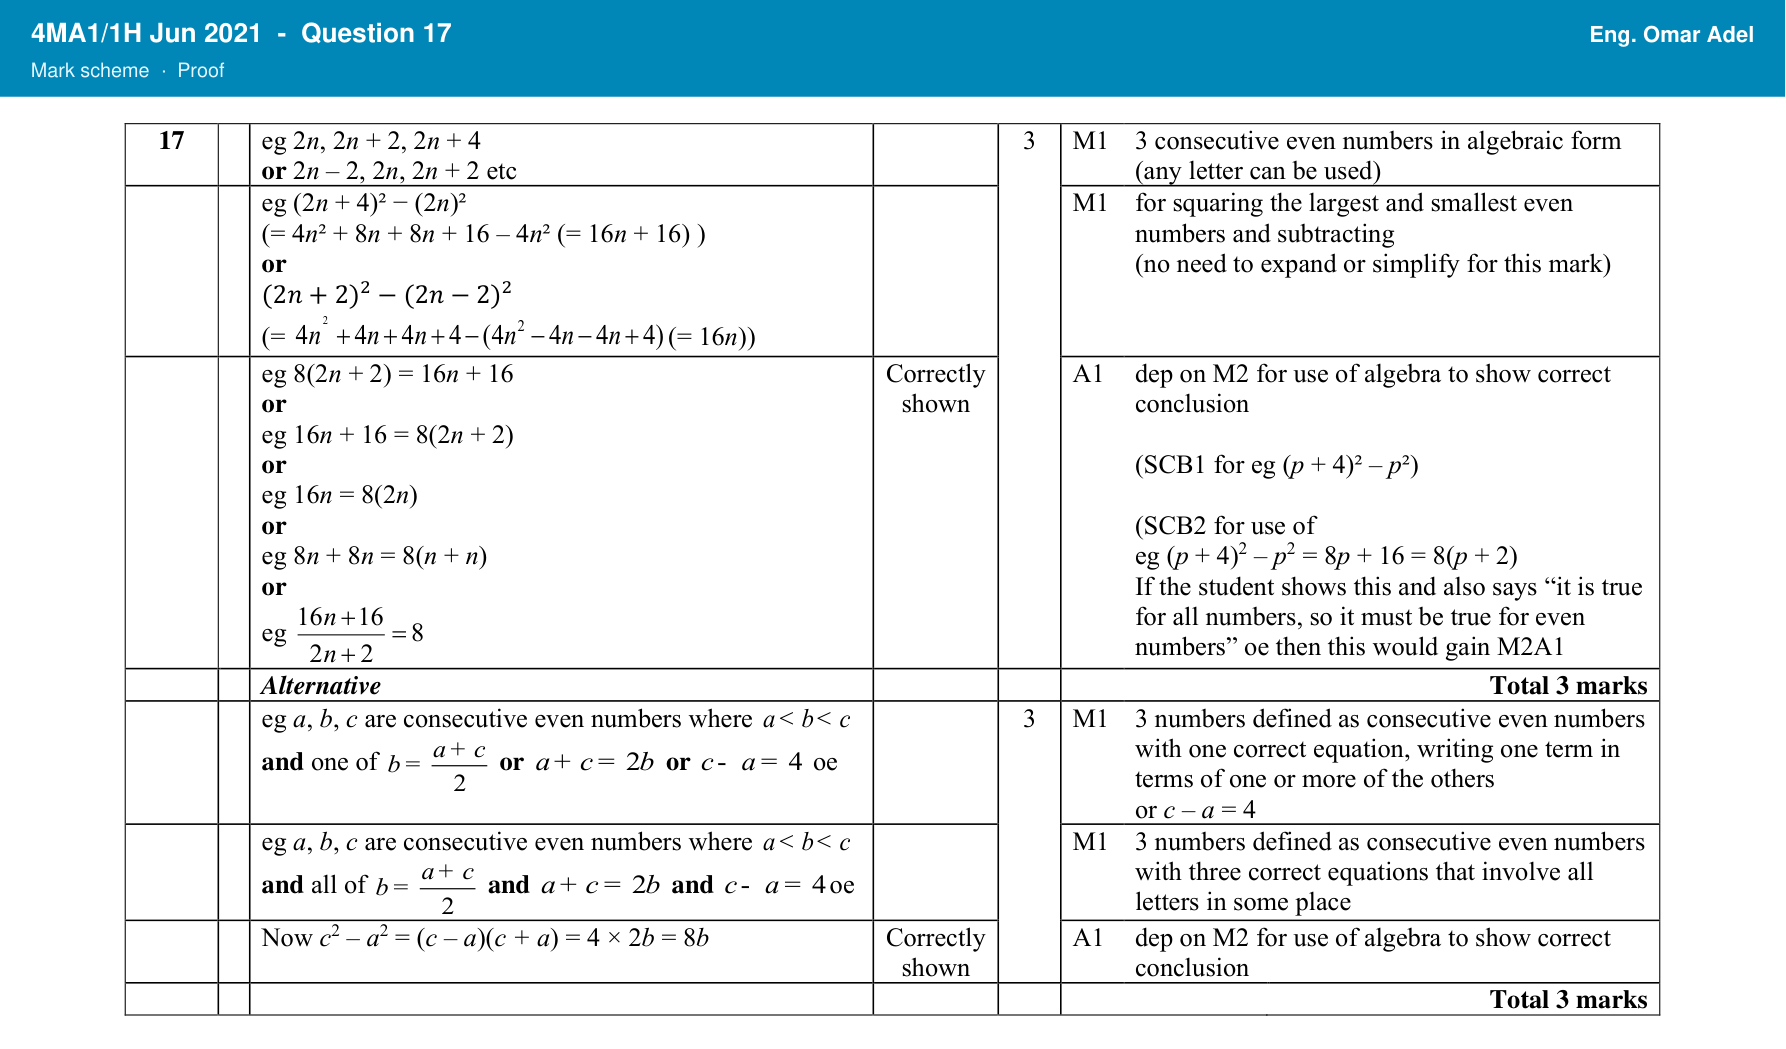 4MA1/1H Jun 2021 - Question 17
Eng. Omar Adel
Mark scheme · Proof
17
eg 2n, 2n + 2, 2n + 4
or 2n – 2, 2n, 2n + 2 etc
3
M1 3 consecutive even numbers in algebraic form
(any letter can be used)
eg (2n + 4)² − (2n)²
(= 4n² + 8n + 8n + 16 – 4n² (= 16n + 16) )
or
(2n + 2)² − (2n − 2)²
(= 4n² + 4n + 4n + 4 − (4n² − 4n − 4n + 4) (= 16n))
M1 for squaring the largest and smallest even
numbers and subtracting
(no need to expand or simplify for this mark)
eg 8(2n + 2) = 16n + 16
or
eg 16n + 16 = 8(2n + 2)
or
eg 16n = 8(2n)
or
eg 8n + 8n = 8(n + n)
or
eg (16n + 16)/(2n + 2) = 8
Correctly
shown
A1 dep on M2 for use of algebra to show correct
conclusion
(SCB1 for eg (p + 4)² – p²)
(SCB2 for use of
eg (p + 4)² – p² = 8p + 16 = 8(p + 2)
If the student shows this and also says “it is true
for all numbers, so it must be true for even
numbers” oe then this would gain M2A1
Alternative
Total 3 marks
eg a, b, c are consecutive even numbers where a < b < c
and one of b = (a + c)/2 or a + c = 2b or c - a = 4 oe
3
M1 3 numbers defined as consecutive even numbers
with one correct equation, writing one term in
terms of one or more of the others
or c – a = 4
eg a, b, c are consecutive even numbers where a < b < c
and all of b = (a + c)/2 and a + c = 2b and c - a = 4 oe
M1 3 numbers defined as consecutive even numbers
with three correct equations that involve all
letters in some place
Now c² – a² = (c – a)(c + a) = 4 × 2b = 8b
Correctly
shown
A1 dep on M2 for use of algebra to show correct
conclusion
Total 3 marks